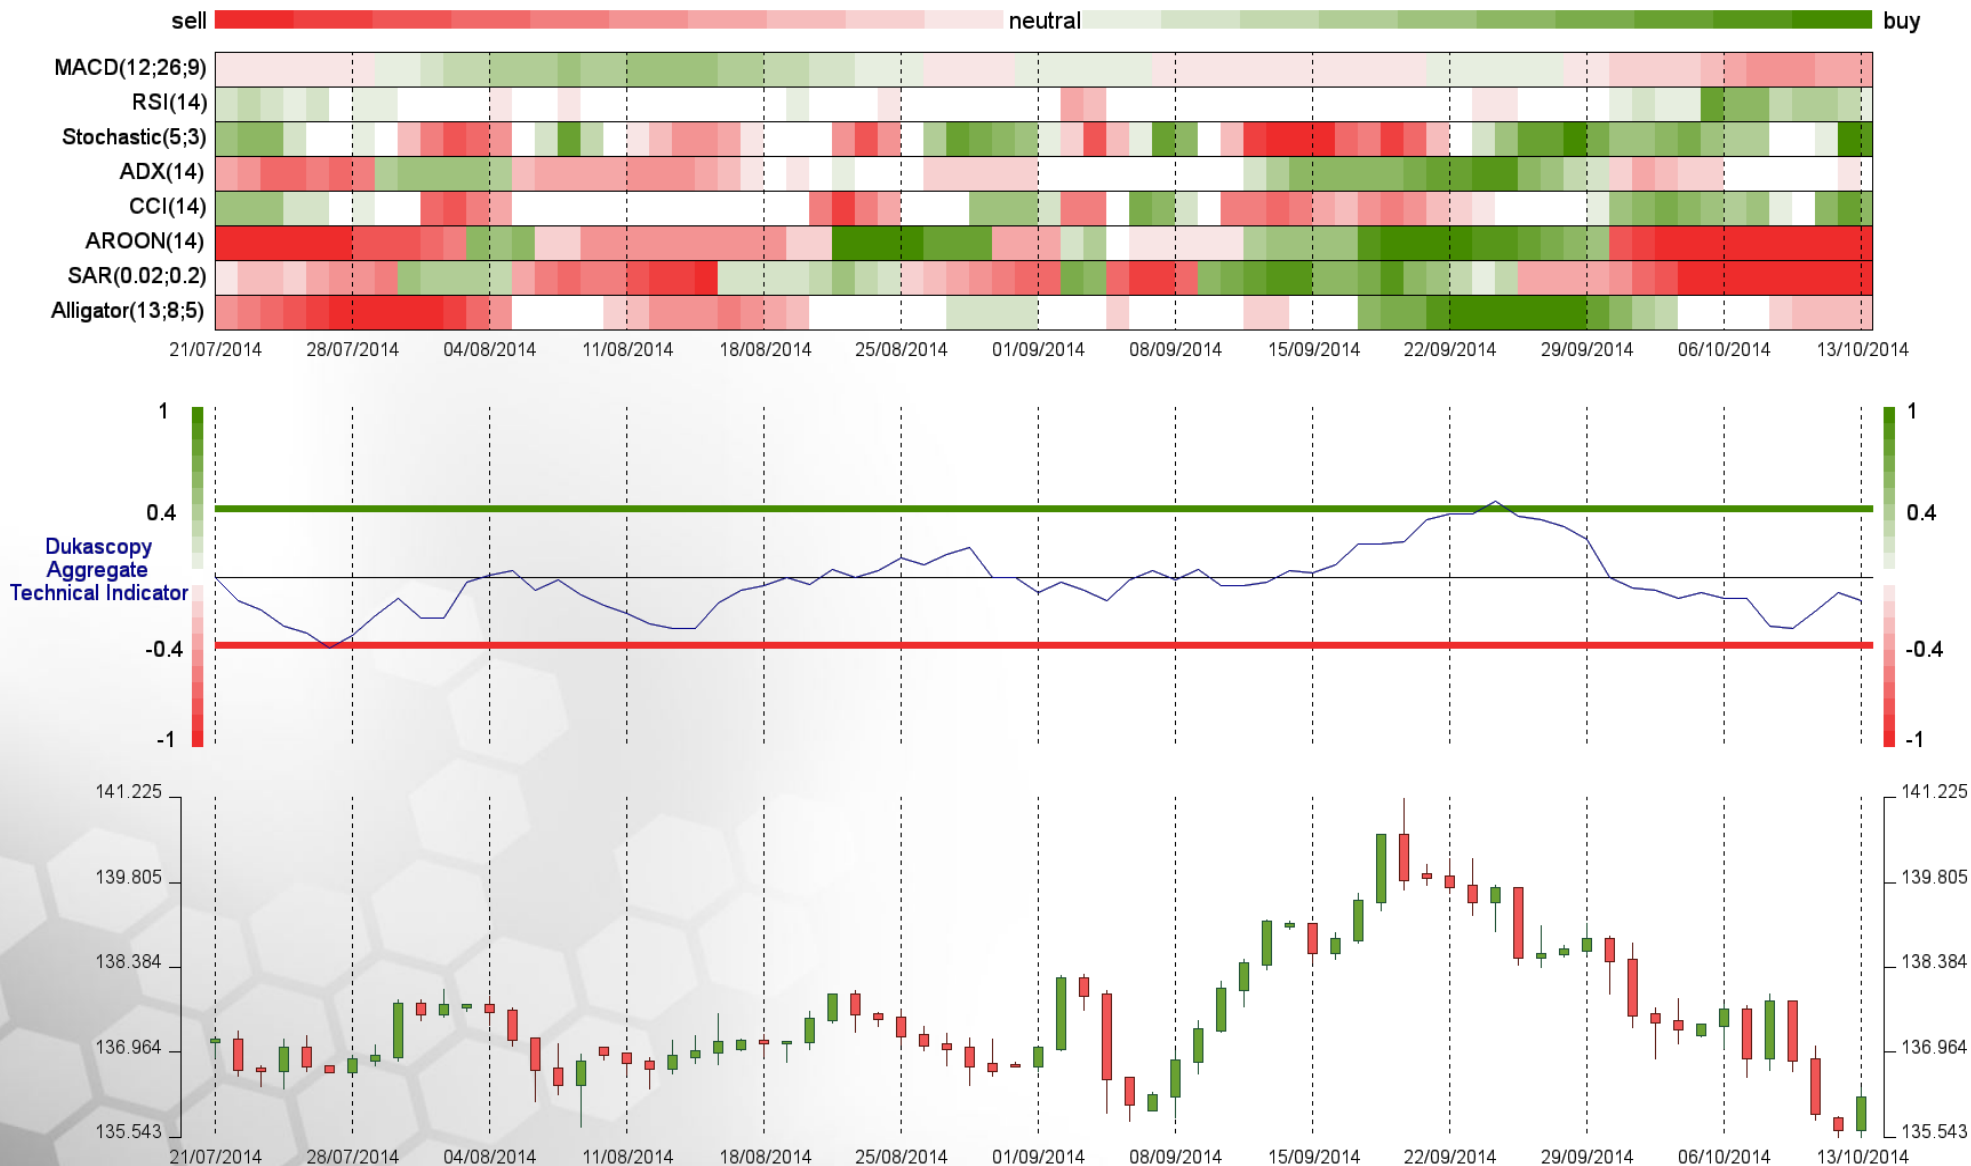 sell neutral buy
MACD(12;26;9)
RSI(14)
Stochastic(5;3)
ADX(14)
CCI(14)
AROON(14)
SAR(0.02;0.2)
Alligator(13;8;5)
21/07/2014 28/07/2014 04/08/2014 11/08/2014 18/08/2014 25/08/2014 01/09/2014 08/09/2014 15/09/2014 22/09/2014 29/09/2014 06/10/2014 13/10/2014
1 1
0.4 0.4
Dukascopy
Aggregate
Technical Indicator
-0.4 -0.4
-1 -1
141.225 141.225
139.805 139.805
138.384 138.384
136.964 136.964
135.543 135.543
21/07/2014 28/07/2014 04/08/2014 11/08/2014 18/08/2014 25/08/2014 01/09/2014 08/09/2014 15/09/2014 22/09/2014 29/09/2014 06/10/2014 13/10/2014